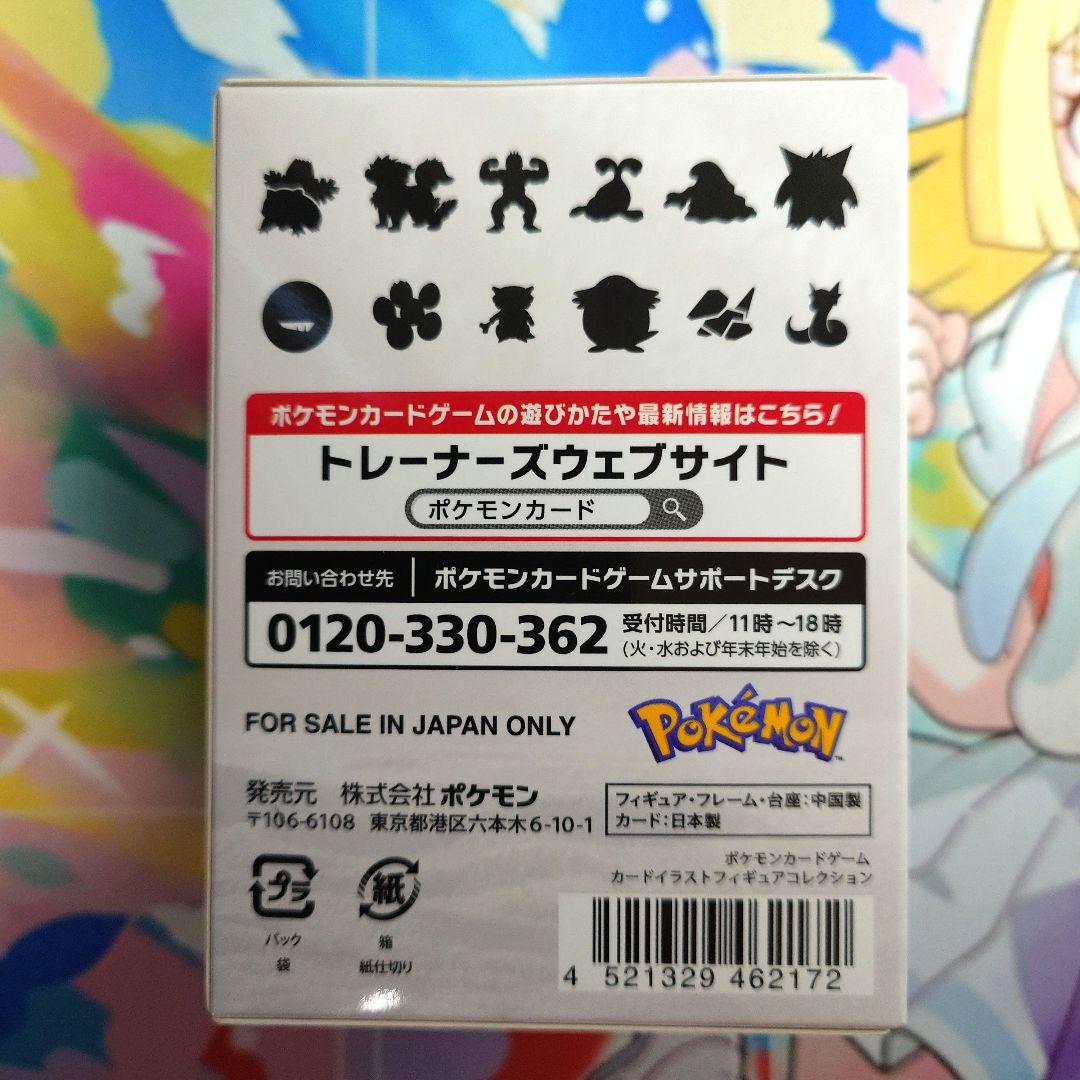 ポケモンカードゲームの遊びかたや最新情報はこちら!
トレーナーズウェブサイト
ポケモンカード
お問い合わせ先 ポケモンカードゲームサポートデスク
0120-330-362 受付時間/11時~18時
(火・水および年末年始を除く)
FOR SALE IN JAPAN ONLY
POKéMON
TM
発売元 株式会社ポケモン
〒106-6108 東京都港区六本木6-10-1
フィギュア・フレーム・台座:中国製
カード:日本製
ポケモンカードゲーム
カードイラストフィギュアコレクション
プラ
紙
パック
袋
箱
紙仕切り
4 521329 462172